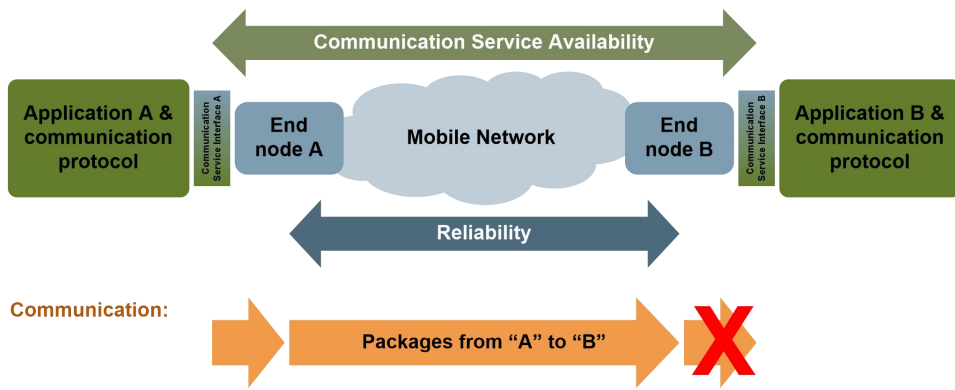 Communication Service Availability
Application A &
communication
protocol
Communication
Service Interface A
End
node A
Mobile Network
End
node B
Communication
Service Interface B
Application B &
communication
protocol
Reliability
Communication:
Packages from “A” to “B”
X